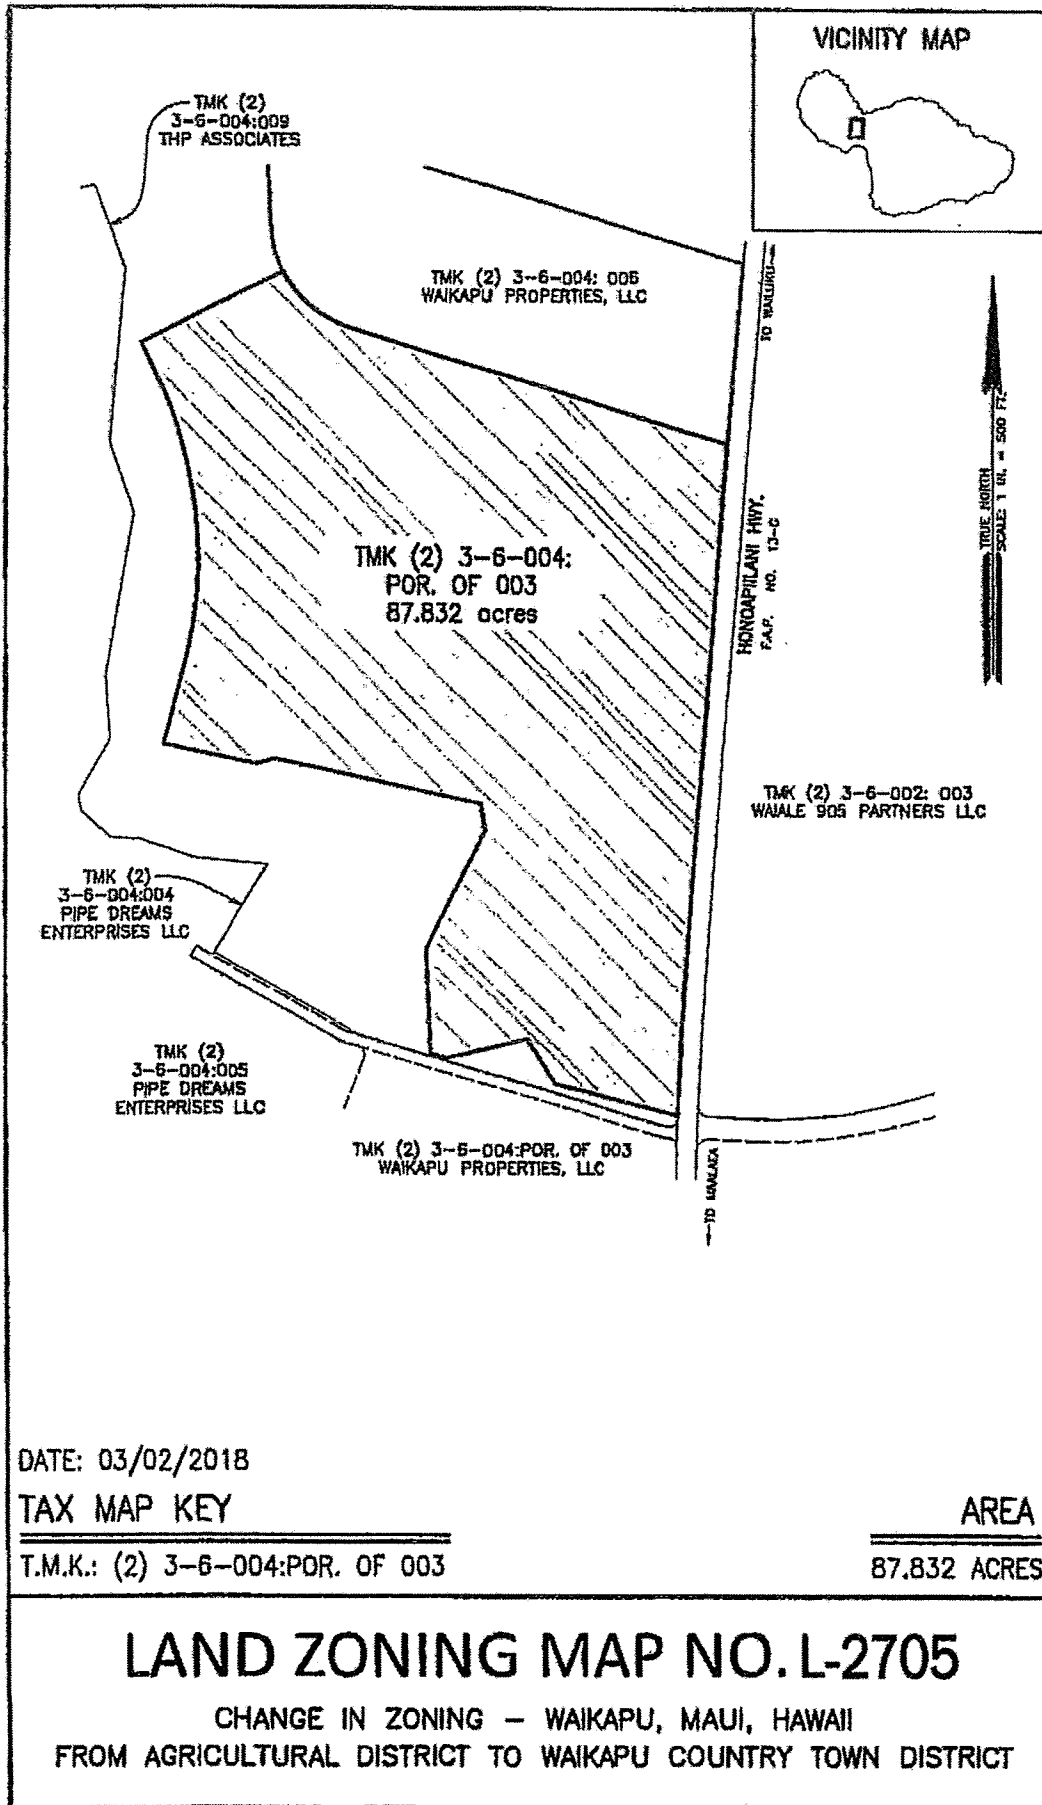 VICINITY MAP
TMK (2)
3-6-004:009
THP ASSOCIATES
TMK (2) 3-6-004: 006
WAIKAPU PROPERTIES, LLC
TO WAILUKU
TRUE NORTH
SCALE: 1 IN. = 500 FT.
HONOAPIILANI HWY.
F.A.P. NO. 13-G
TMK (2) 3-6-004:
POR. OF 003
87.832 acres
TMK (2) 3-6-002: 003
WAIALE 905 PARTNERS LLC
TMK (2)
3-6-004:004
PIPE DREAMS
ENTERPRISES LLC
TMK (2)
3-6-004:005
PIPE DREAMS
ENTERPRISES LLC
TMK (2) 3-6-004:POR. OF 003
WAIKAPU PROPERTIES, LLC
TO MAALAEA
DATE: 03/02/2018
TAX MAP KEY
AREA
T.M.K.: (2) 3-6-004:POR. OF 003
87.832 ACRES
LAND ZONING MAP NO. L-2705
CHANGE IN ZONING – WAIKAPU, MAUI, HAWAII
FROM AGRICULTURAL DISTRICT TO WAIKAPU COUNTRY TOWN DISTRICT